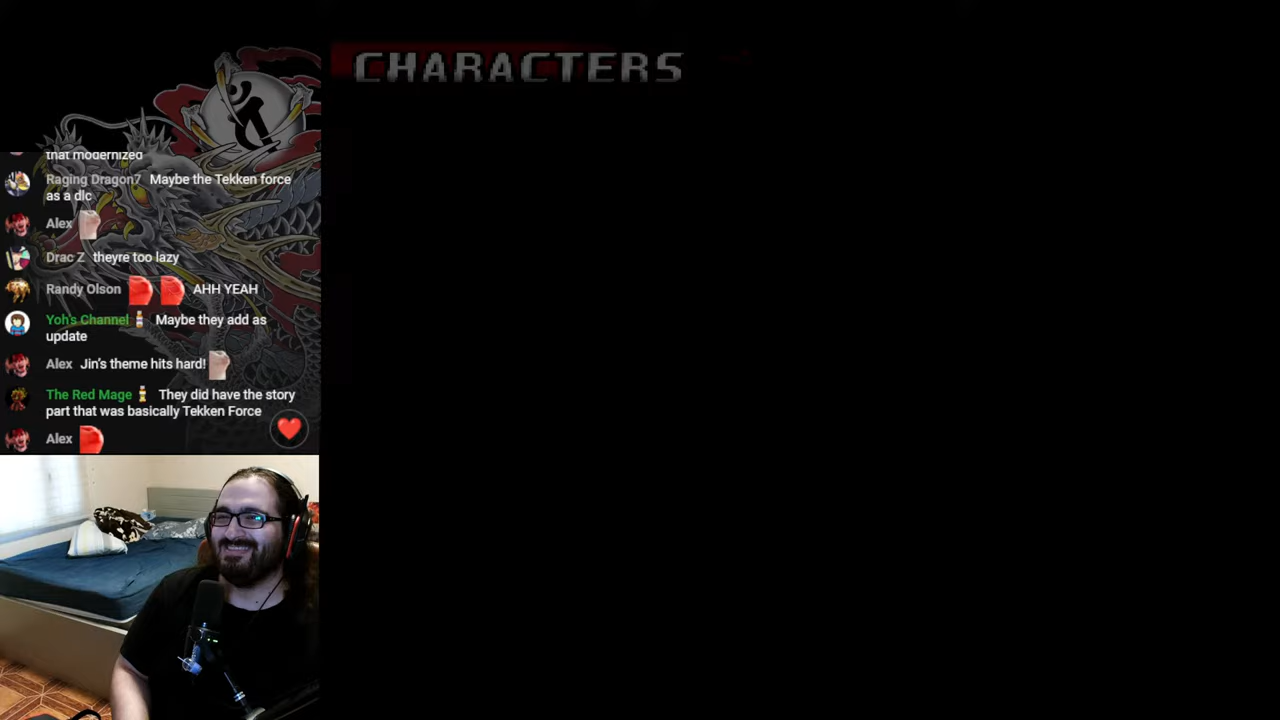 CHARACTERS
that modernized
Raging Dragon7 Maybe the Tekken force
as a dlc
Alex
Drac Z theyre too lazy
Randy Olson AHH YEAH
Yoh's Channel Maybe they add as
update
Alex Jin's theme hits hard!
The Red Mage They did have the story
part that was basically Tekken Force
Alex